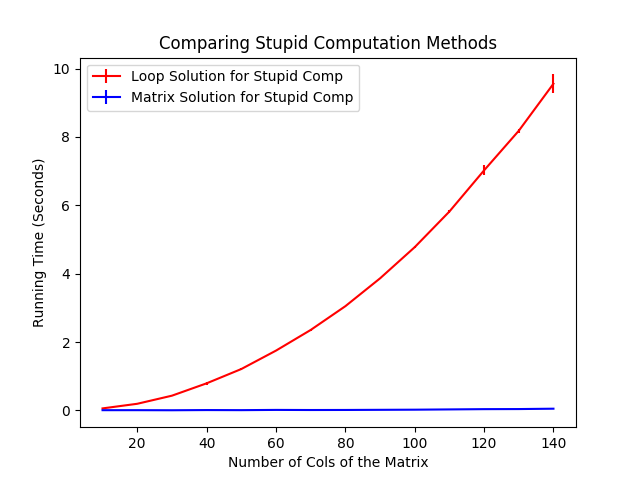 Comparing Stupid Computation Methods
Loop Solution for Stupid Comp
Matrix Solution for Stupid Comp
10
8
6
4
2
0
Running Time (Seconds)
20 40 60 80 100 120 140
Number of Cols of the Matrix